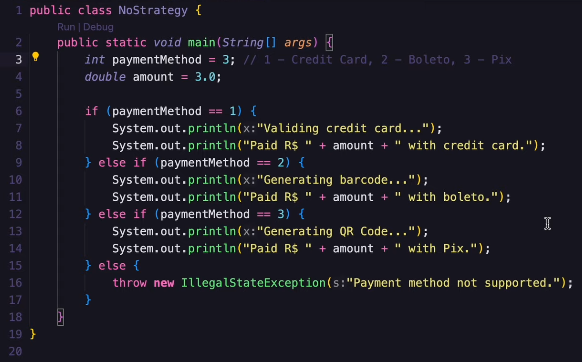 1 public class NoStrategy {
Run | Debug
2 public static void main(String[] args) {
3 int paymentMethod = 3; // 1 - Credit Card, 2 - Boleto, 3 - Pix
4 double amount = 3.0;
5
6 if (paymentMethod == 1) {
7 System.out.println(x:"Validing credit card...");
8 System.out.println("Paid R$ " + amount + " with credit card.");
9 } else if (paymentMethod == 2) {
10 System.out.println(x:"Generating barcode...");
11 System.out.println("Paid R$ " + amount + " with boleto.");
12 } else if (paymentMethod == 3) {
13 System.out.println(x:"Generating QR Code...");
14 System.out.println("Paid R$ " + amount + " with Pix.");
15 } else {
16 throw new IllegalStateException(s:"Payment method not supported.");
17 }
18 }
19 }
20